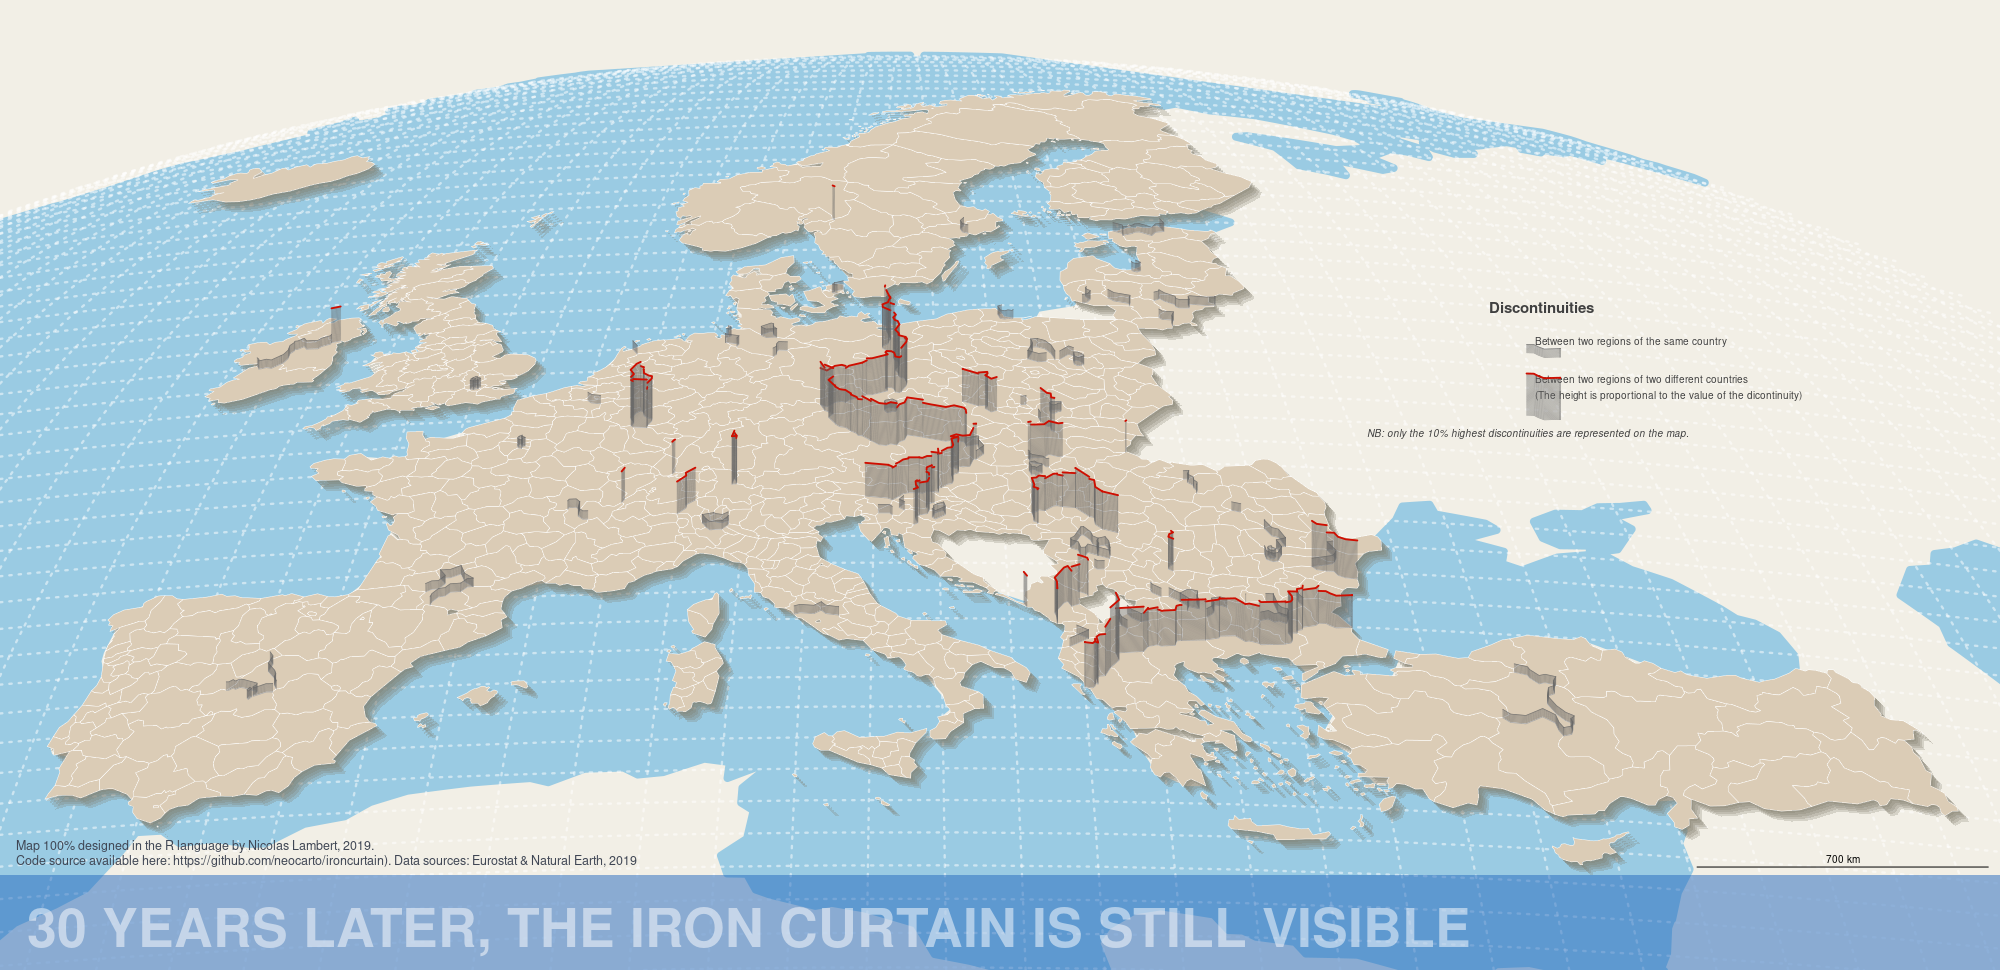 Discontinuities
Between two regions of the same country
Between two regions of two different countries
(The height is proportional to the value of the dicontinuity)
NB: only the 10% highest discontinuities are represented on the map.
Map 100% designed in the R language by Nicolas Lambert, 2019.
Code source available here: https://github.com/neocarto/ironcurtain). Data sources: Eurostat & Natural Earth, 2019
700 km
30 YEARS LATER, THE IRON CURTAIN IS STILL VISIBLE